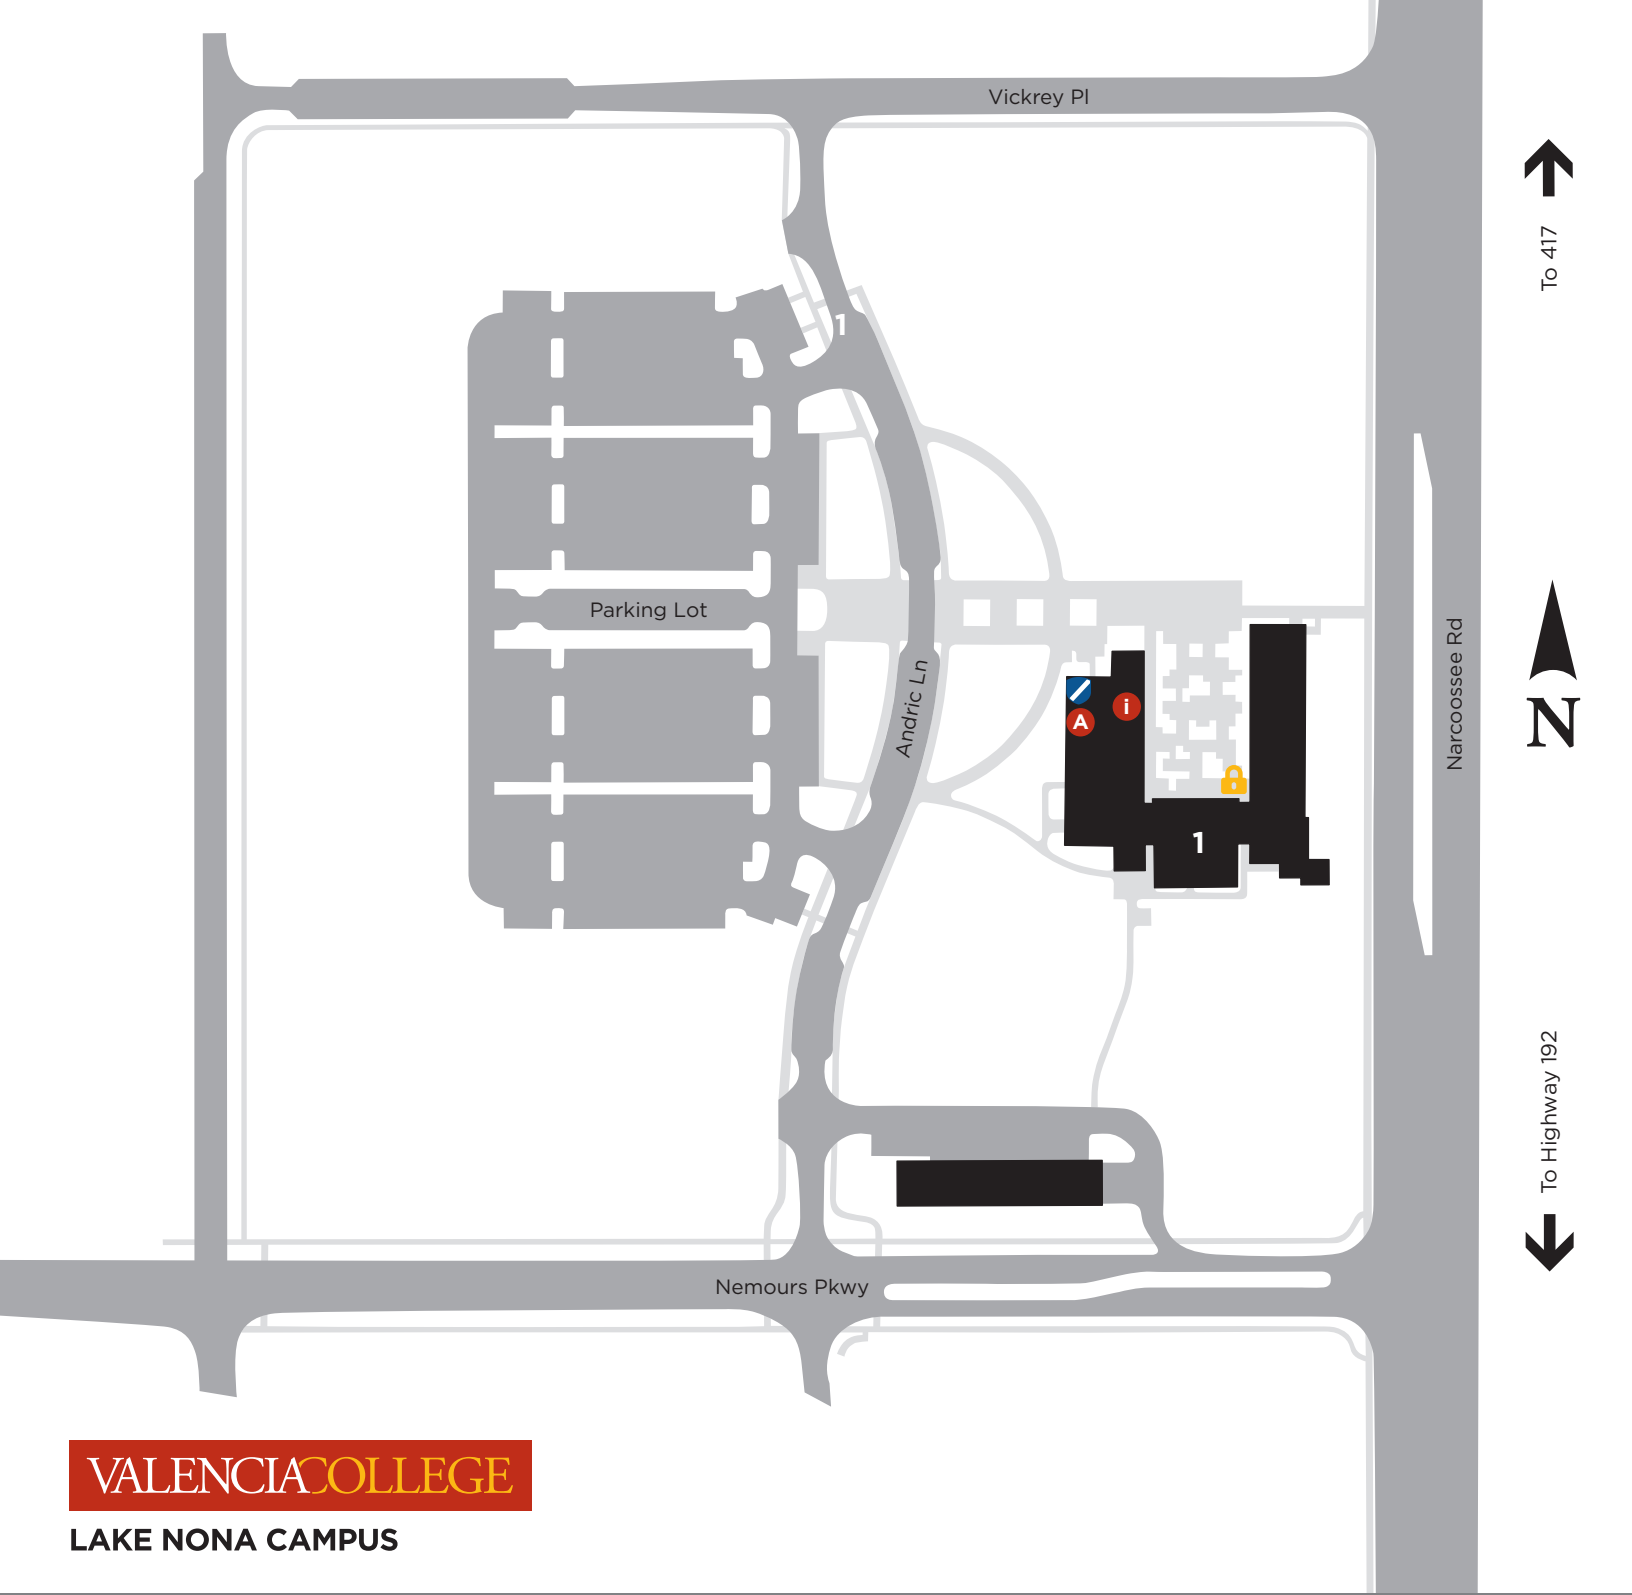 Vickrey Pl
To 417
1
Parking Lot
Narcoossee Rd
Andric Ln
i
A
N
1
To Highway 192
Nemours Pkwy
VALENCIACOLLEGE
LAKE NONA CAMPUS